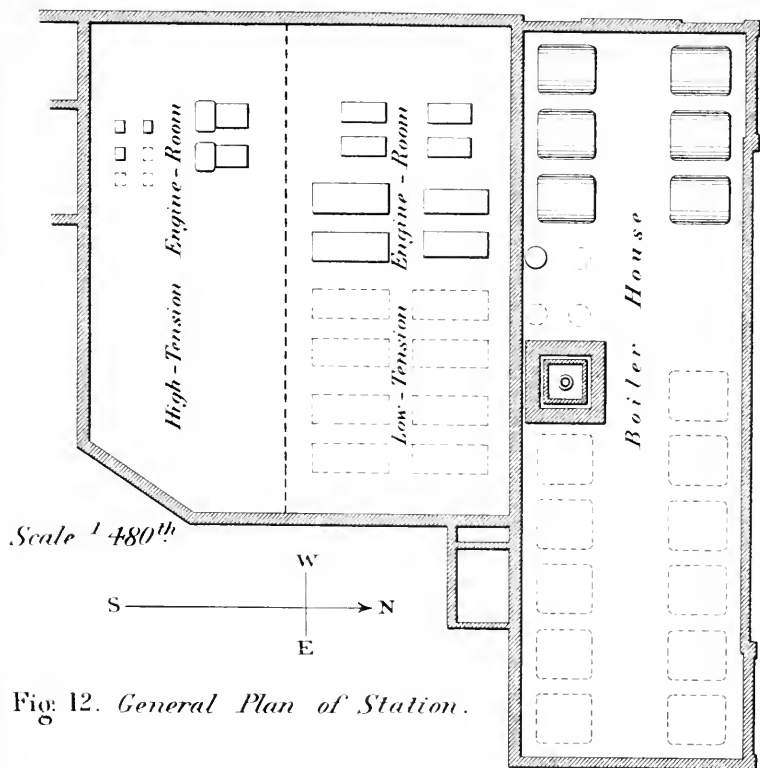 High-Tension Engine-Room
Low-Tension Engine-Room
Boiler House
Scale 1/480th.
W
S N
E
Fig: 12. General Plan of Station.